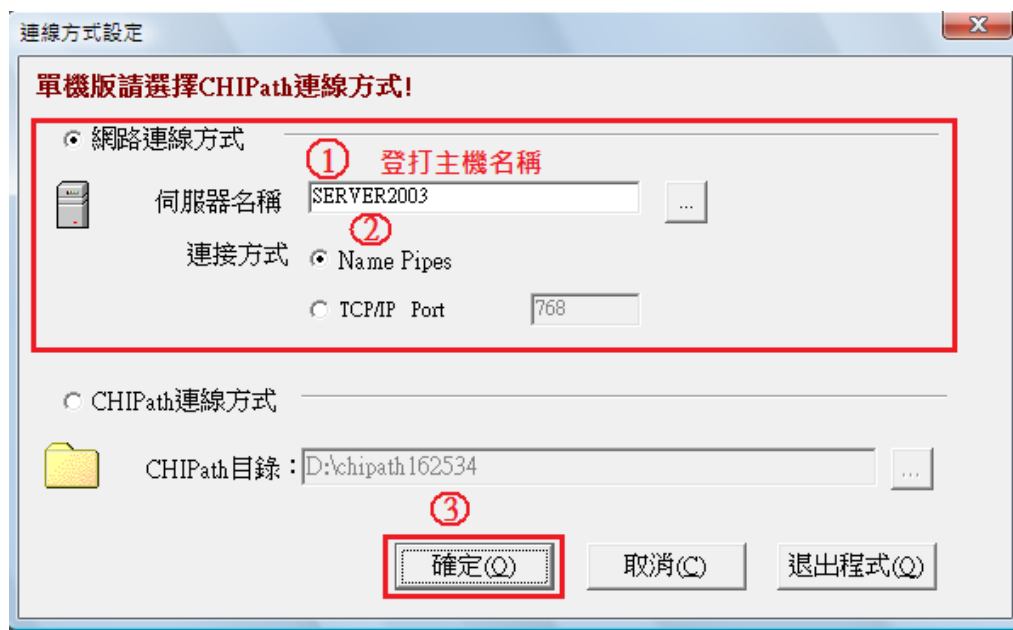 連線方式設定
單機版請選擇CHIPath連線方式!
網路連線方式
① 登打主機名稱
伺服器名稱 SERVER2003 ...
②
連接方式 Name Pipes
TCP/IP Port 768
CHIPath連線方式
CHIPath目錄：D:\chipath162534 ...
③
確定(O) 取消(C) 退出程式(Q)